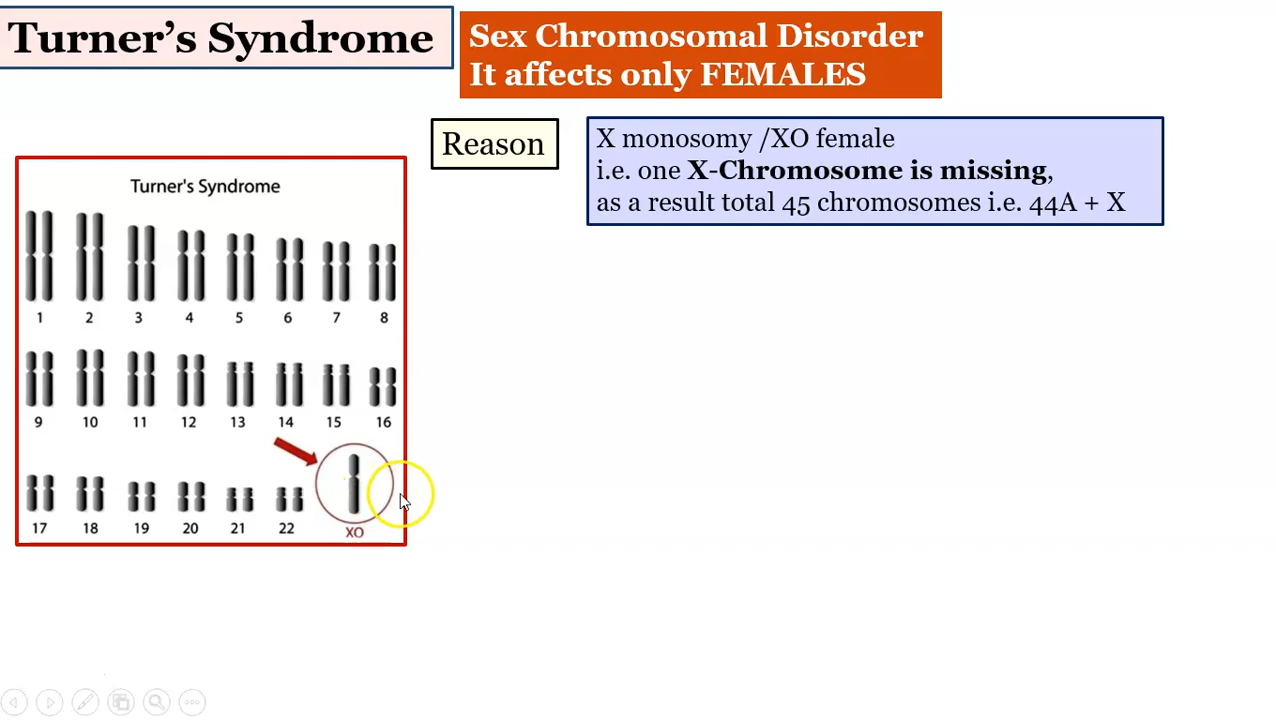 Turner's Syndrome
Sex Chromosomal Disorder
It affects only FEMALES
Reason
X monosomy /XO female
i.e. one X-Chromosome is missing,
as a result total 45 chromosomes i.e. 44A + X
Turner's Syndrome
1 2 3 4 5 6 7 8
9 10 11 12 13 14 15 16
17 18 19 20 21 22 XO